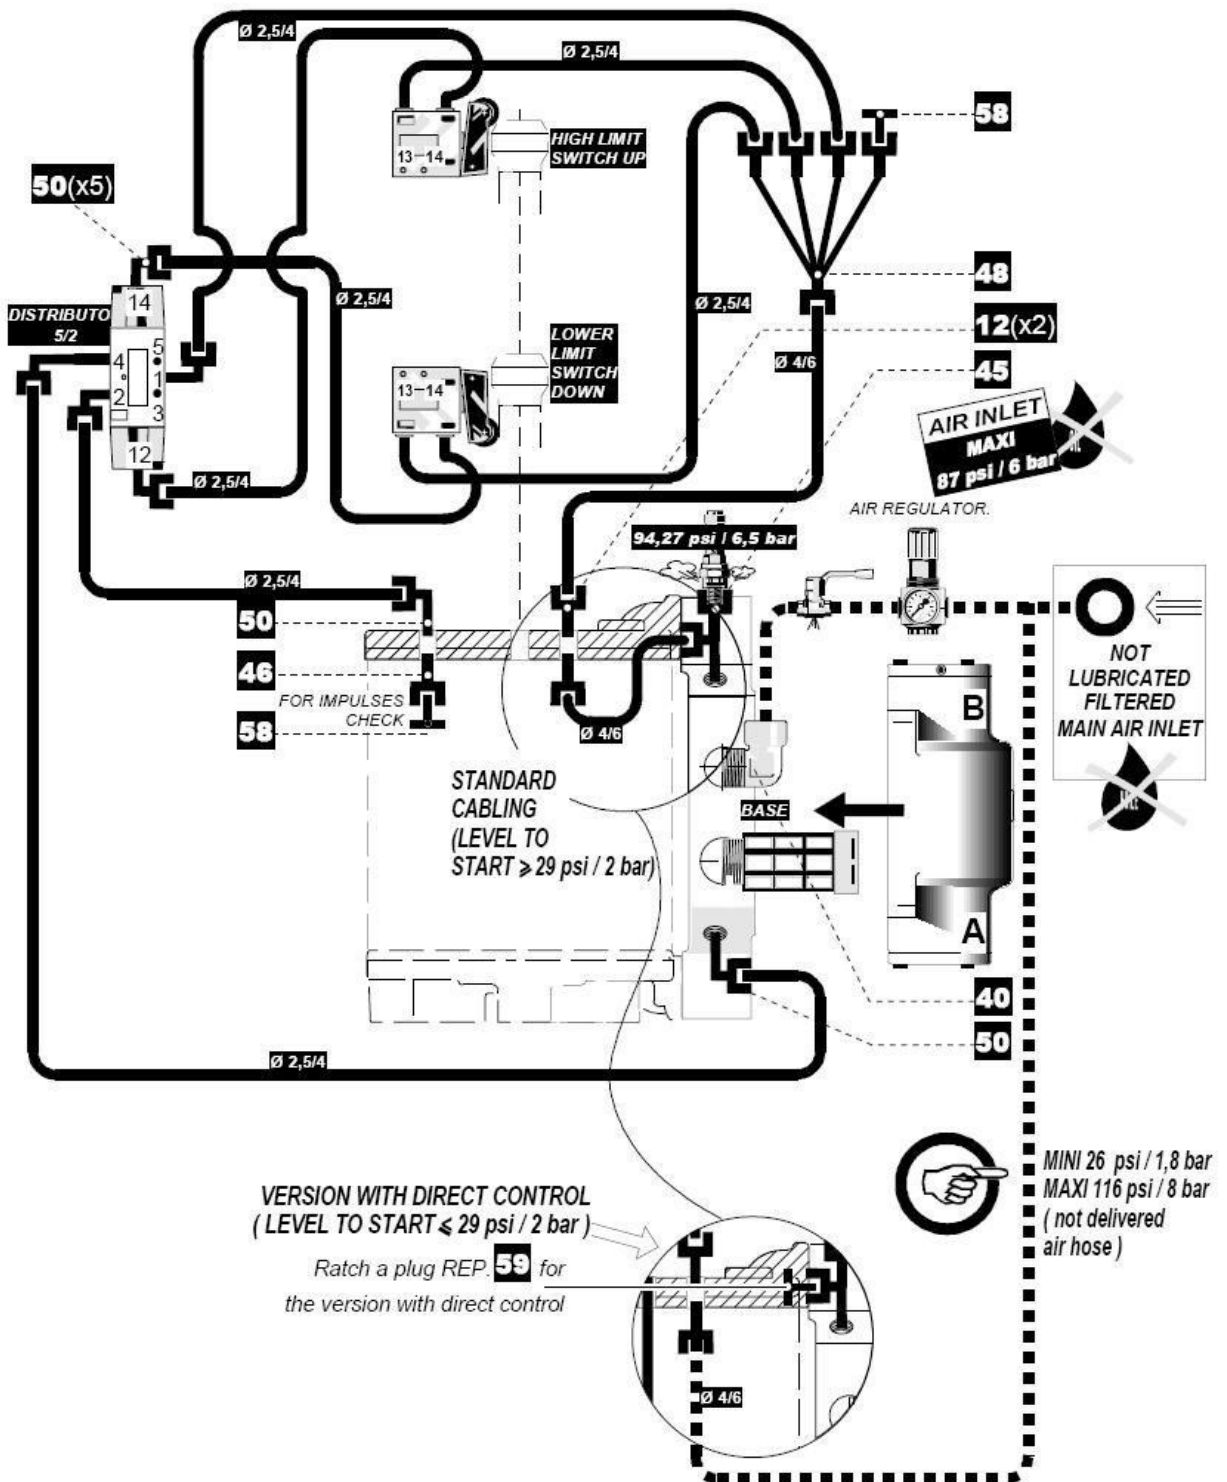 Ø 2,5/4
Ø 2,5/4
58
HIGH LIMIT
SWITCH UP
13-14
50(x5)
48
14
Ø 2,5/4
Ø 2,5/4
DISTRIBUTO
5/2
12(x2)
LOWER
LIMIT
SWITCH
DOWN
4
5
1
2
3
12
13-14
Ø 4/6
45
AIR INLET
MAXI
87 psi / 6 bar
Ø 2,5/4
AIR REGULATOR.
94,27 psi / 6,5 bar
Ø 2,5/4
50
46
FOR IMPULSES
CHECK
58
Ø 4/6
NOT
LUBRICATED
FILTERED
MAIN AIR INLET
B
STANDARD
CABLING
(LEVEL TO
START ⩾ 29 psi / 2 bar)
BASE
A
40
50
Ø 2,5/4
MINI 26 psi / 1,8 bar
MAXI 116 psi / 8 bar
( not delivered
air hose )
VERSION WITH DIRECT CONTROL
( LEVEL TO START ⩽ 29 psi / 2 bar )
Ratch a plug REP. 59 for
the version with direct control
Ø 4/6